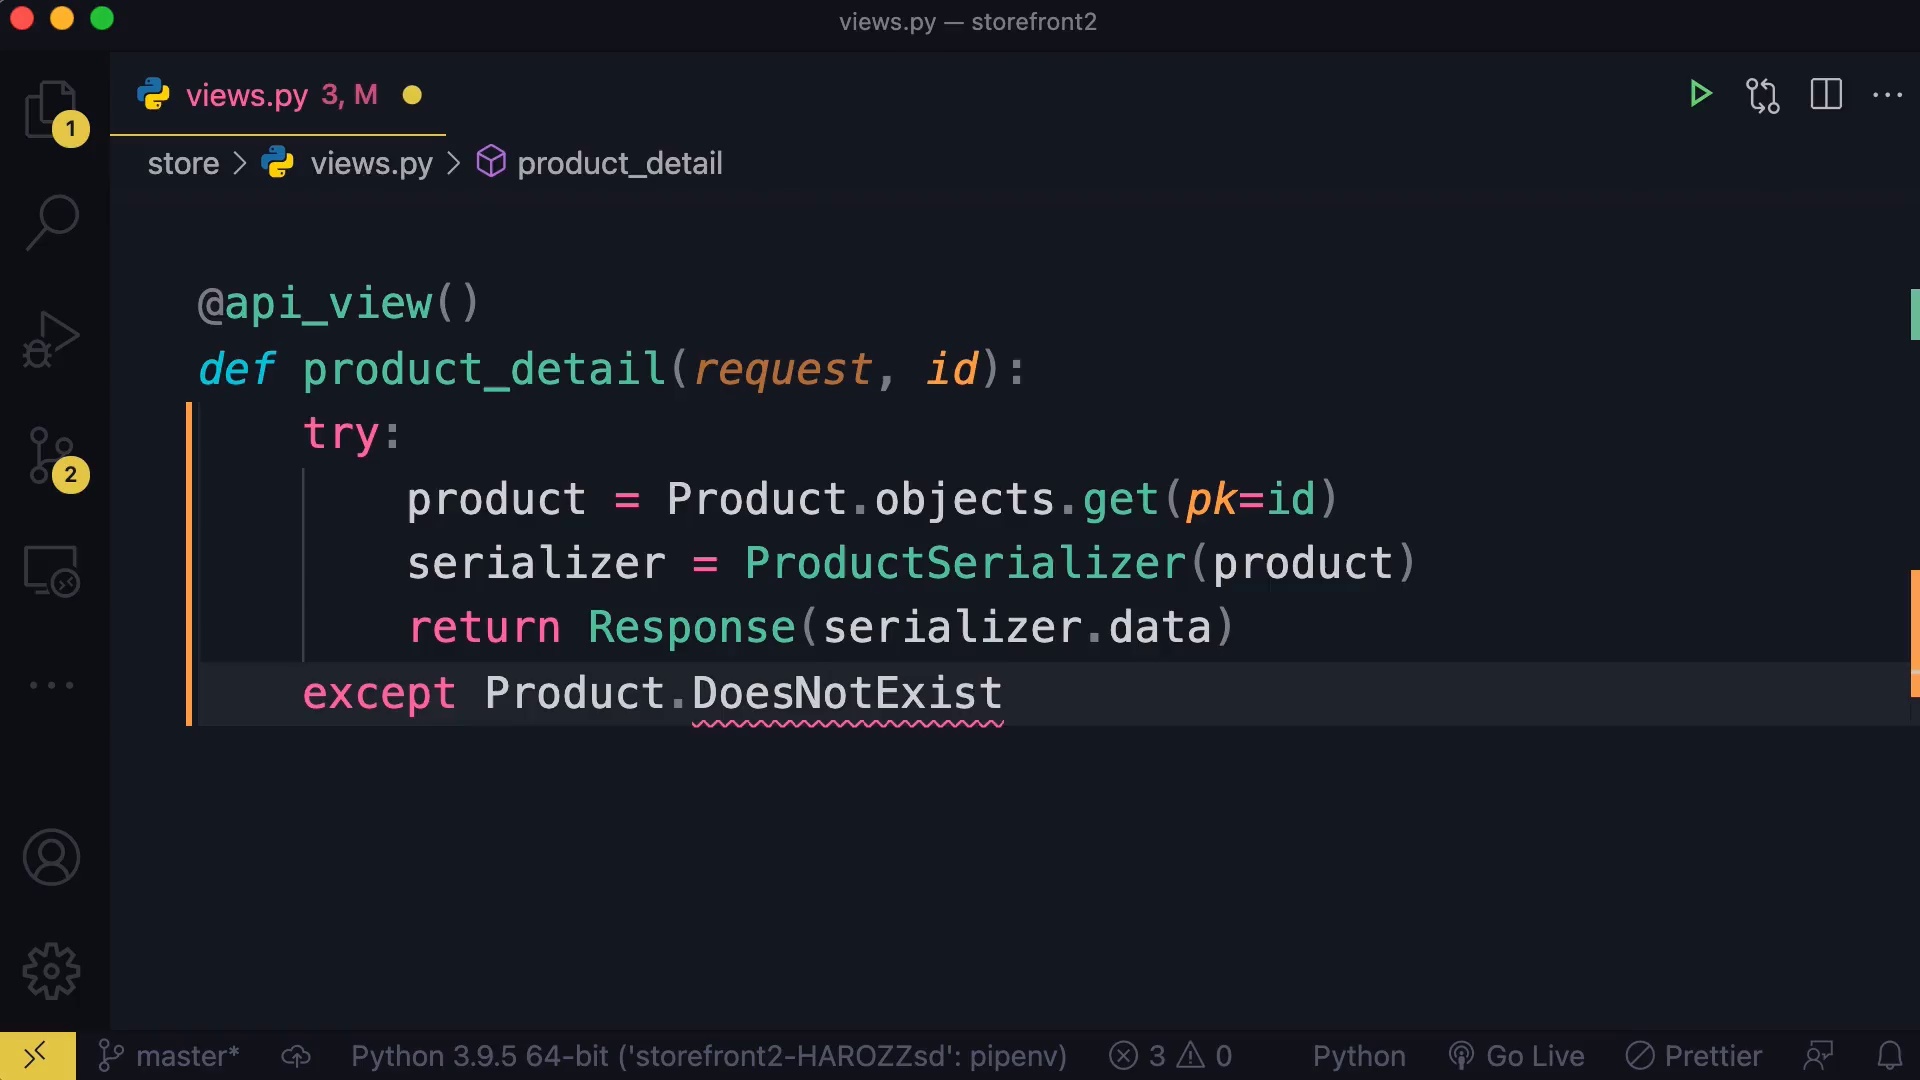 views.py — storefront2
views.py 3, M
1
store > views.py > product_detail
@api_view()
def product_detail(request, id):
try:
product = Product.objects.get(pk=id)
serializer = ProductSerializer(product)
return Response(serializer.data)
except Product.DoesNotExist
2
master* Python 3.9.5 64-bit ('storefront2-HAROZZsd': pipenv) 3 0 Python Go Live Prettier